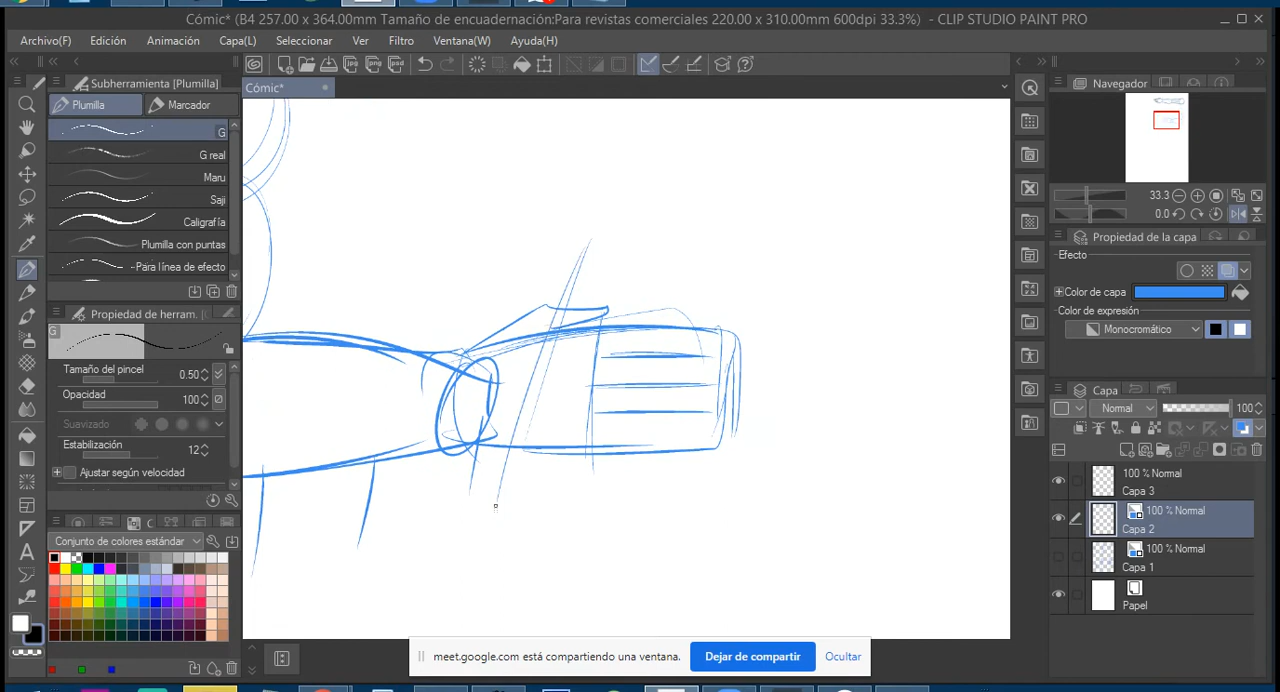 Cómic* (B4 257.00 x 364.00mm Tamaño de encuadernación:Para revistas comerciales 220.00 x 310.00mm 600dpi 33.3%) - CLIP STUDIO PAINT PRO
Archivo(F) Edición Animación Capa(L) Seleccionar Ver Filtro Ventana(W) Ayuda(H)
Subherramienta [Plumilla]
Cómic*
Navegador
Plumilla Marcador
G
G real
Maru
Saji
Caligrafía
Plumilla con puntas
Para línea de efecto
33.3
0.0
Propiedad de la capa
Efecto
Color de capa
Color de expresión
Monocromático
Propiedad de herram.
G
Tamaño del pincel 0.50
Opacidad 100
Suavizado
Estabilización 12
Ajustar según velocidad
Conjunto de colores estándar
Capa
Normal 100
100 % Normal
Capa 3
100 % Normal
Capa 2
100 % Normal
Capa 1
Papel
A
meet.google.com está compartiendo una ventana. Dejar de compartir Ocultar